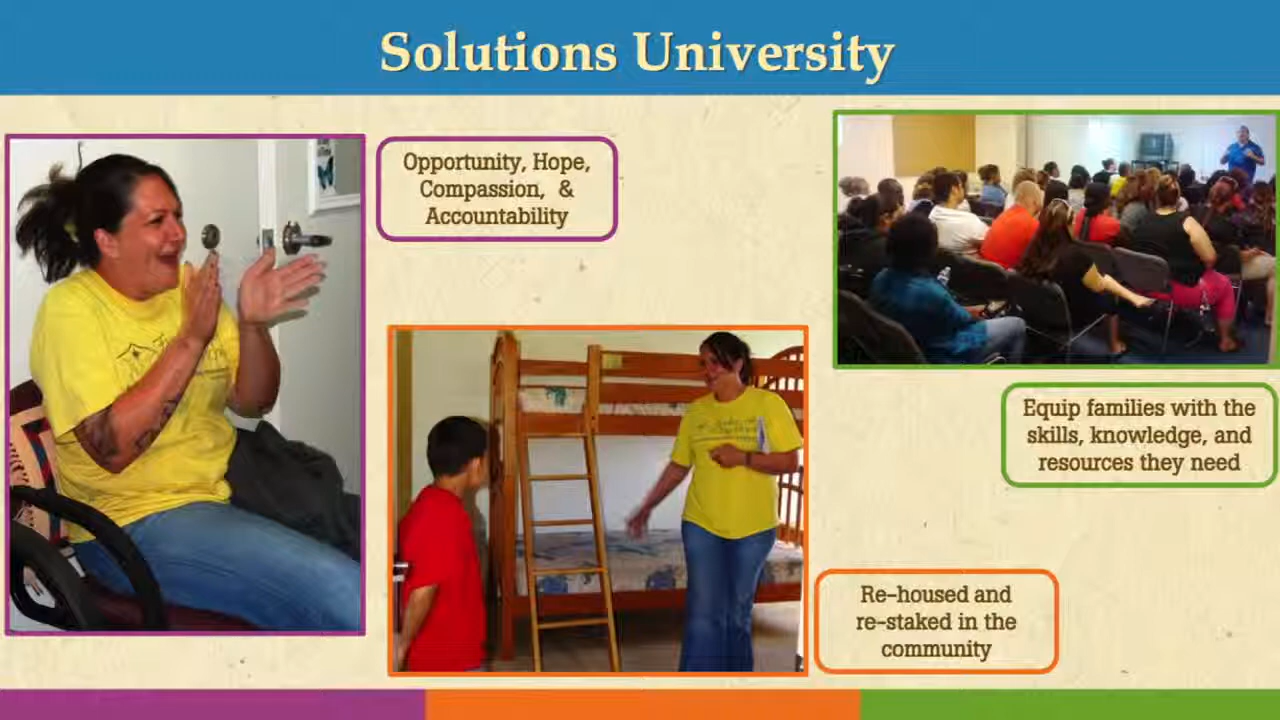 Solutions University
Opportunity, Hope,
Compassion, &
Accountability
Equip families with the
skills, knowledge, and
resources they need
Re-housed and
re-staked in the
community